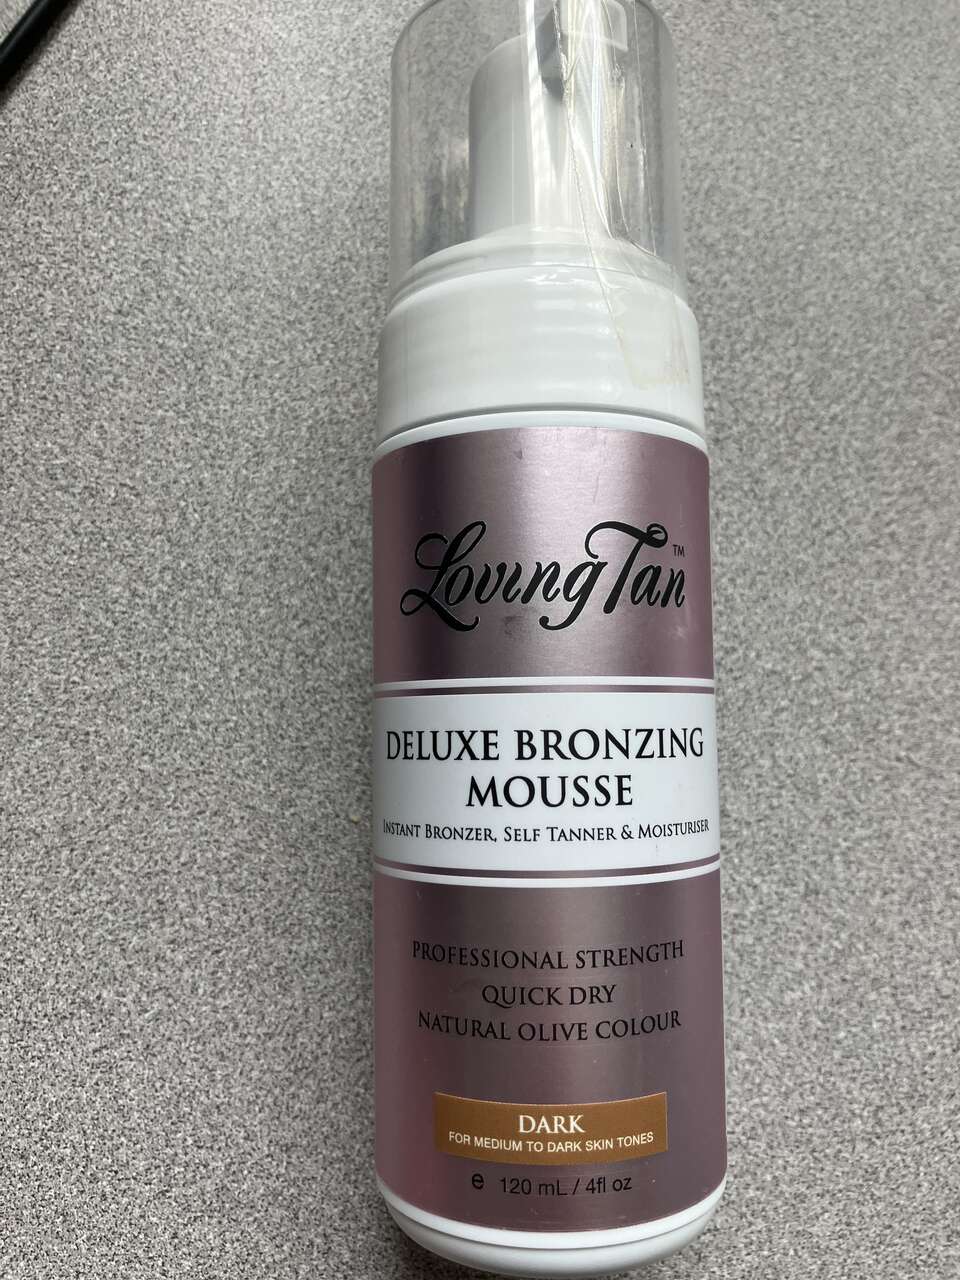 Loving Tan™
DELUXE BRONZING
MOUSSE
INSTANT BRONZER, SELF TANNER & MOISTURISER
PROFESSIONAL STRENGTH
QUICK DRY
NATURAL OLIVE COLOUR
DARK
FOR MEDIUM TO DARK SKIN TONES
e 120 mL / 4fl oz